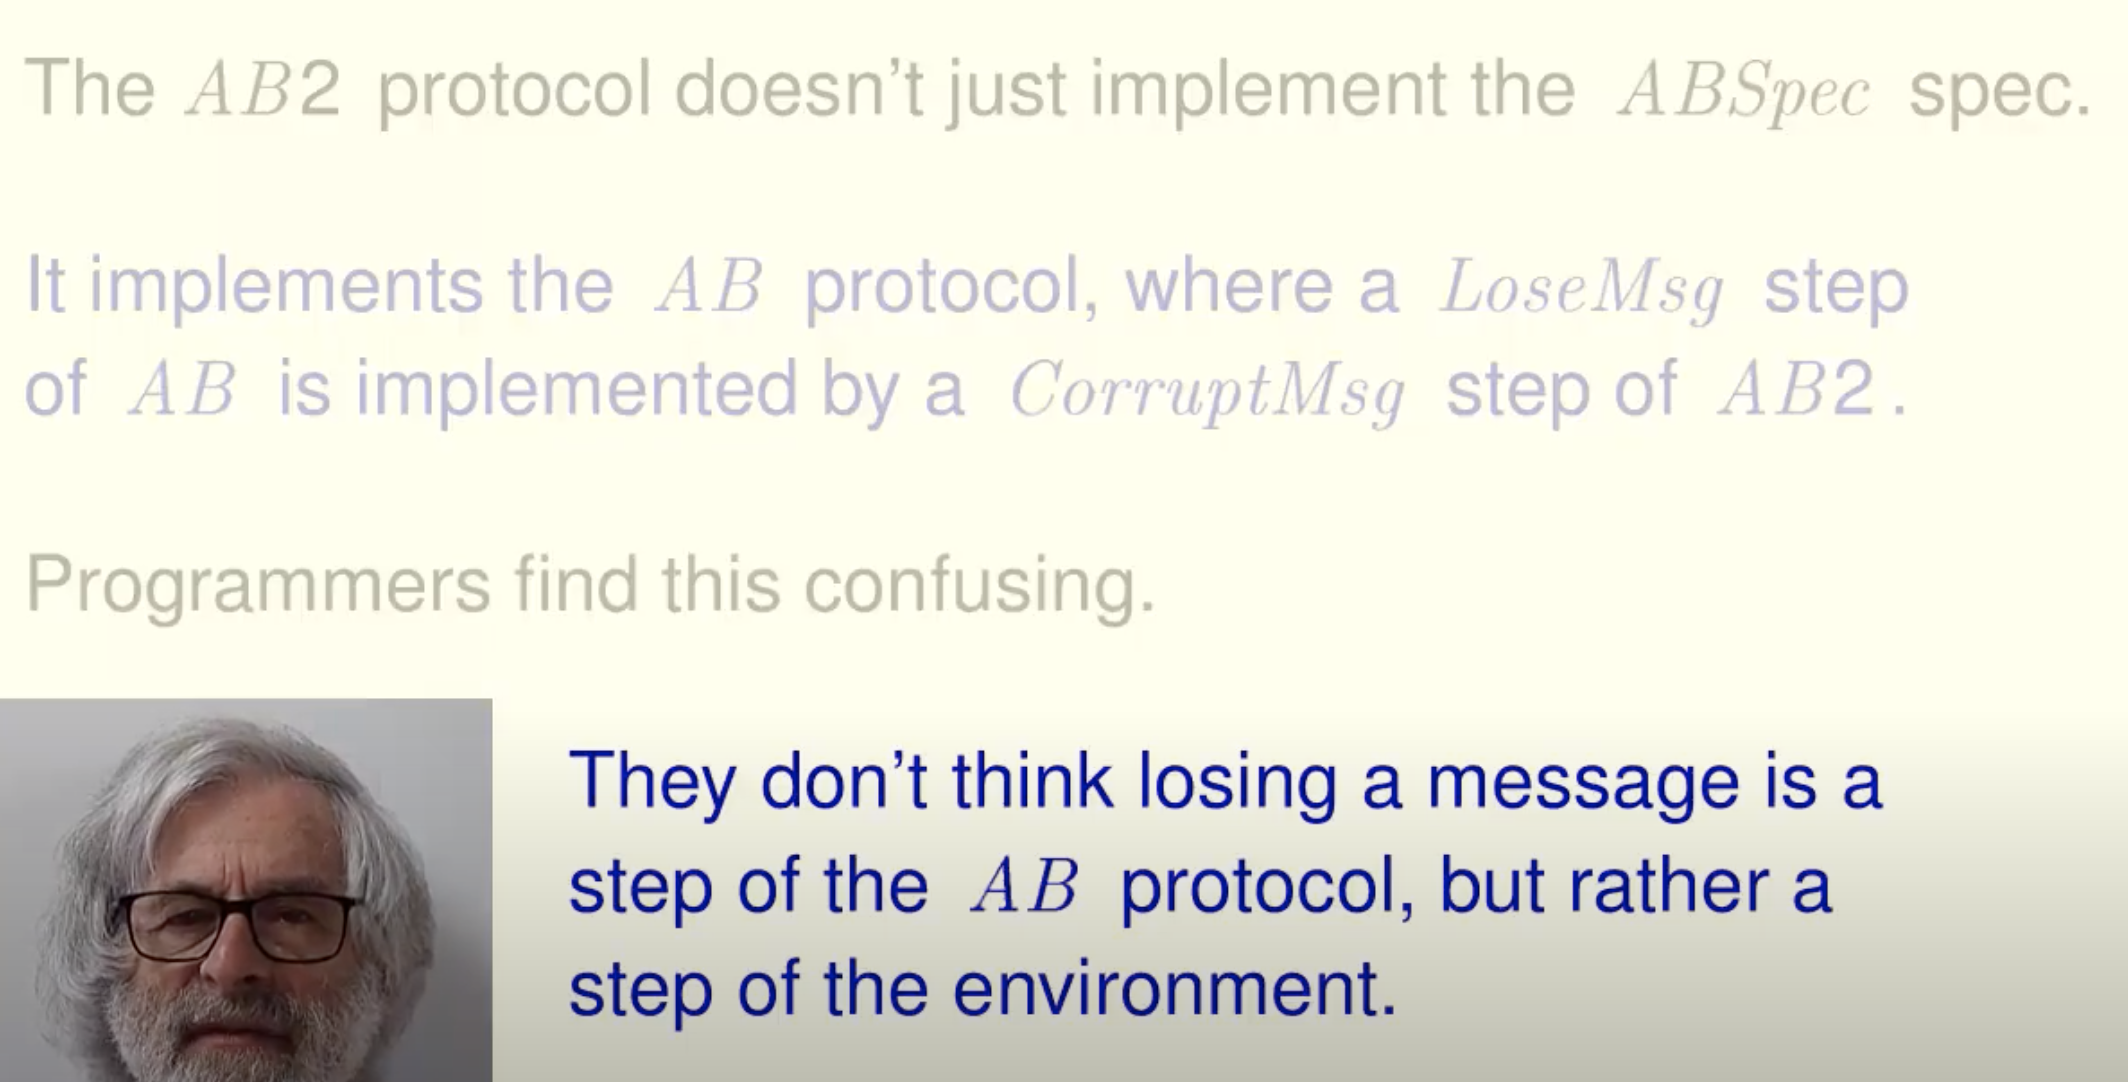 The AB2 protocol doesn't just implement the ABSpec spec.
It implements the AB protocol, where a LoseMsg step
of AB is implemented by a CorruptMsg step of AB2.
Programmers find this confusing.
They don't think losing a message is a
step of the AB protocol, but rather a
step of the environment.